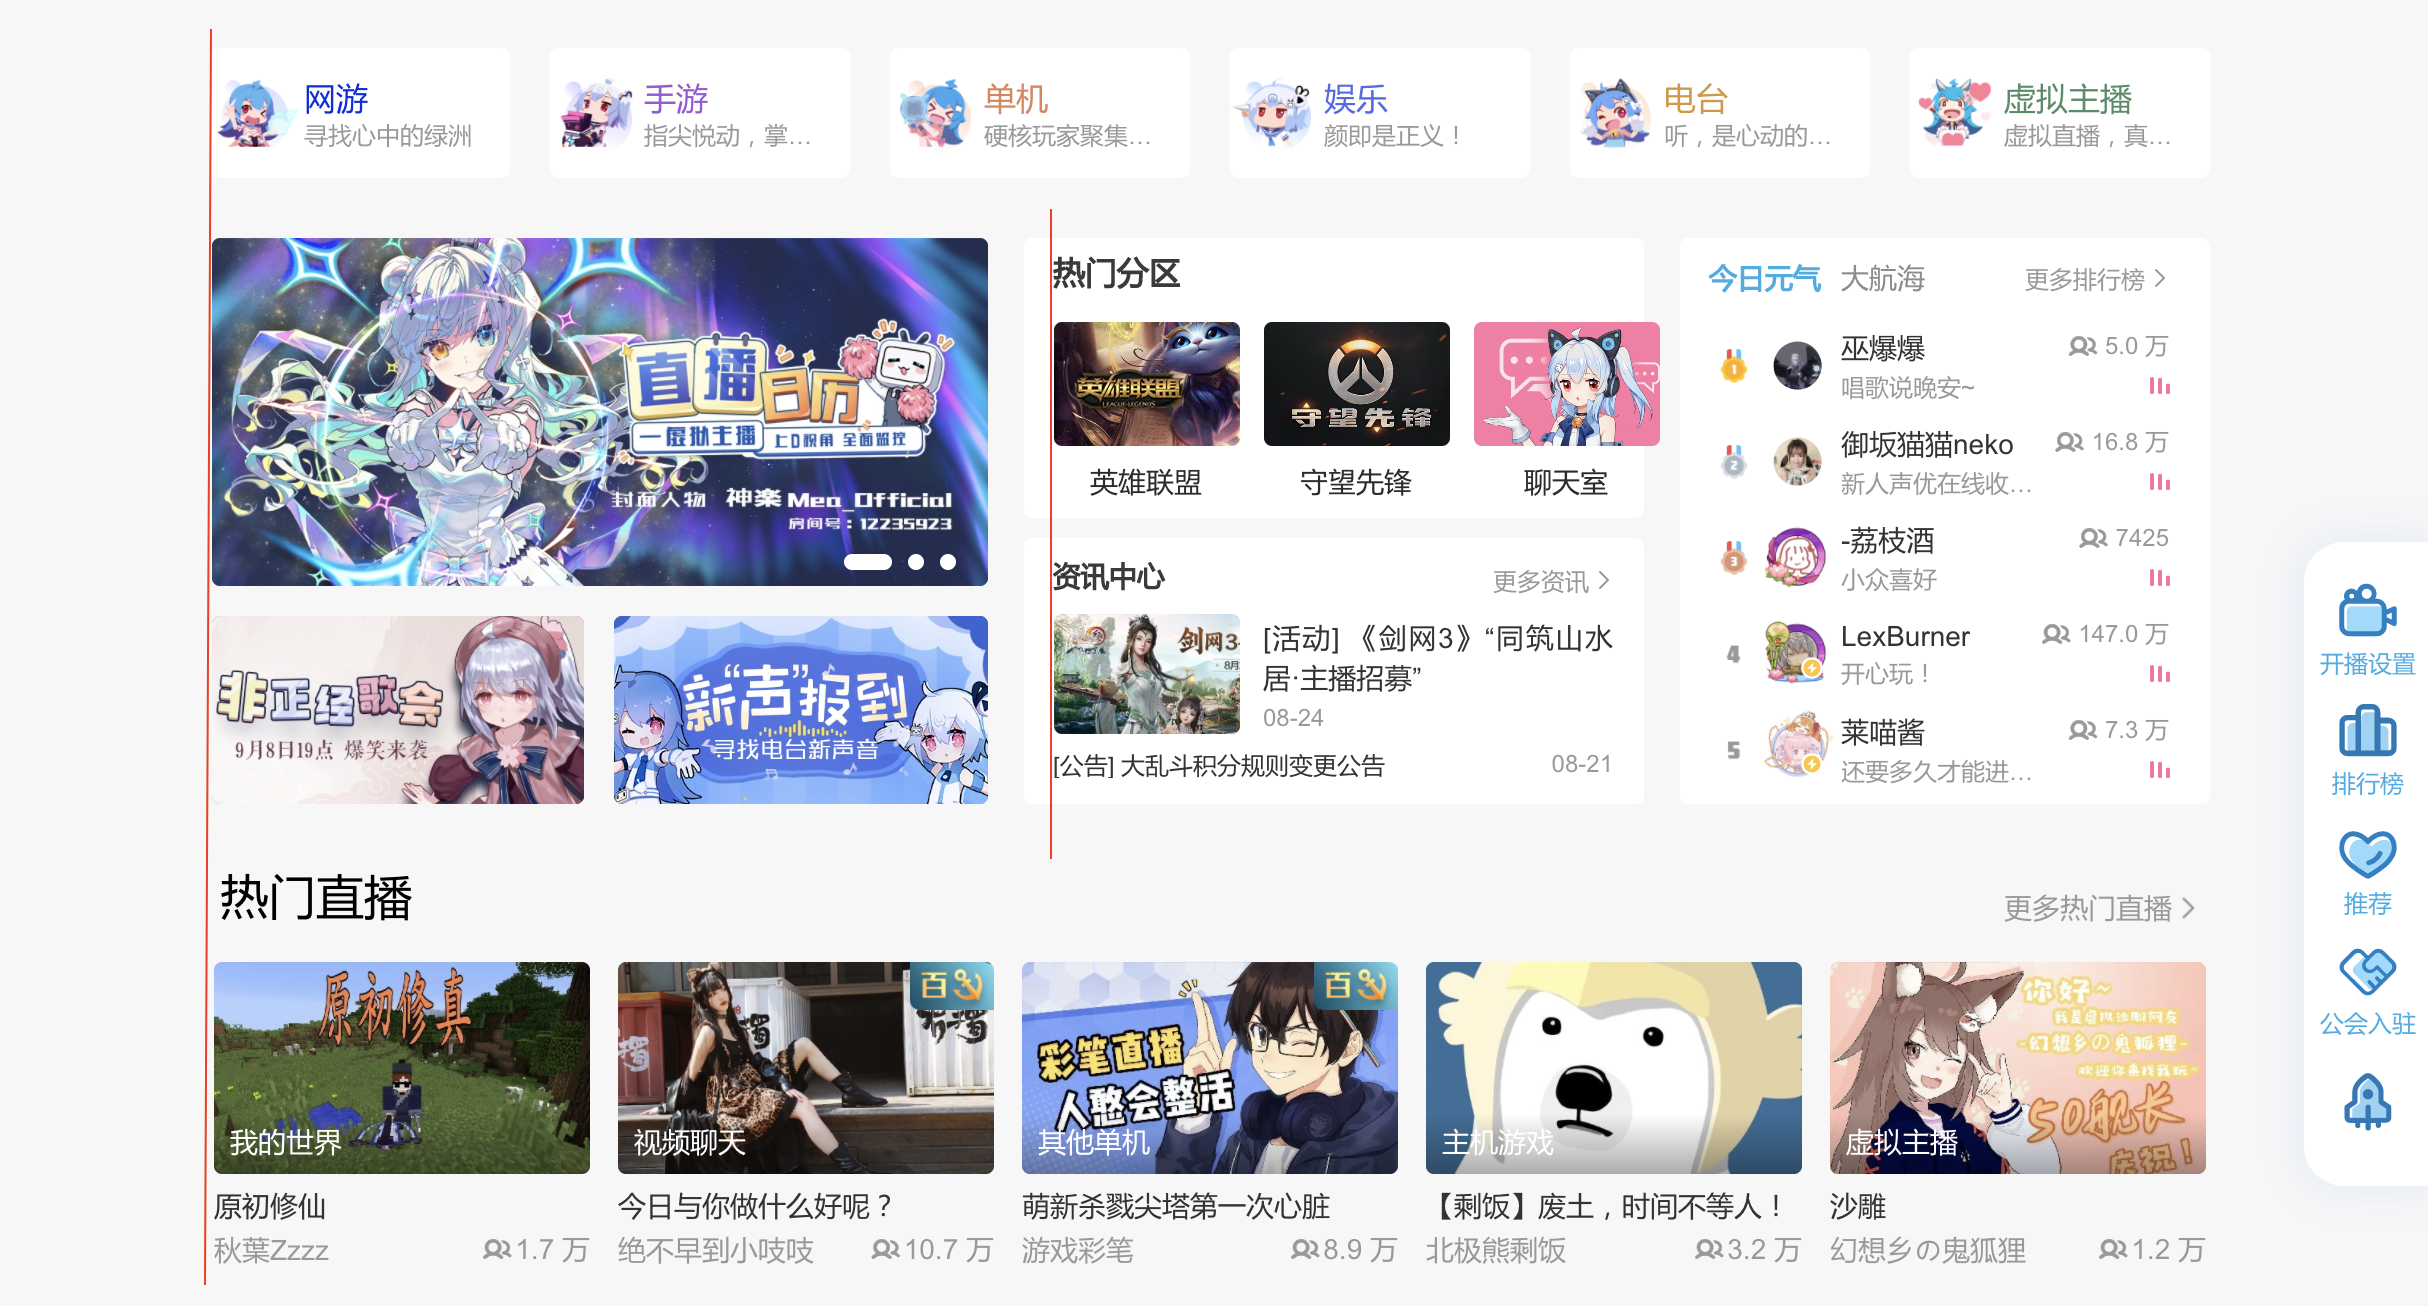 网游
寻找心中的绿洲
手游
指尖悦动，掌…
单机
硬核玩家聚集…
娱乐
颜即是正义！
电台
听，是心动的…
虚拟主播
虚拟直播，真…
直播日历
虚拟主播 上D视角 全面监控
封面人物 神楽Mea_Official
房间号：12235923
非正经歌会
9月8日19点 爆笑来袭
新“声”报到
寻找电台新声音
热门分区
英雄联盟
LEAGUE LEGENDS
守望先锋
英雄联盟
守望先锋
聊天室
资讯中心
更多资讯
剑网3
8月
[活动] 《剑网3》“同筑山水
居·主播招募”
08-24
[公告] 大乱斗积分规则变更公告
08-21
今日元气
大航海
更多排行榜
1
巫爆爆
5.0 万
唱歌说晚安~
2
御坂猫猫neko
16.8 万
新人声优在线收…
3
-荔枝酒
7425
小众喜好
4
LexBurner
147.0 万
开心玩！
5
莱喵酱
7.3 万
还要多久才能进…
开播设置
排行榜
推荐
公会入驻
热门直播
更多热门直播
原初修真
我的世界
原初修仙
秋葉Zzzz
1.7 万
百
视频聊天
今日与你做什么好呢？
绝不早到小吱吱
10.7 万
百
彩笔直播
人憨会整活
其他单机
萌新杀戮尖塔第一次心脏
游戏彩笔
8.9 万
主机游戏
【剩饭】废土，时间不等人！
北极熊剩饭
3.2 万
你好~
-幻想乡の鬼狐狸-
欢迎你来找我玩~
50舰长
庆祝！
虚拟主播
沙雕
幻想乡の鬼狐狸
1.2 万